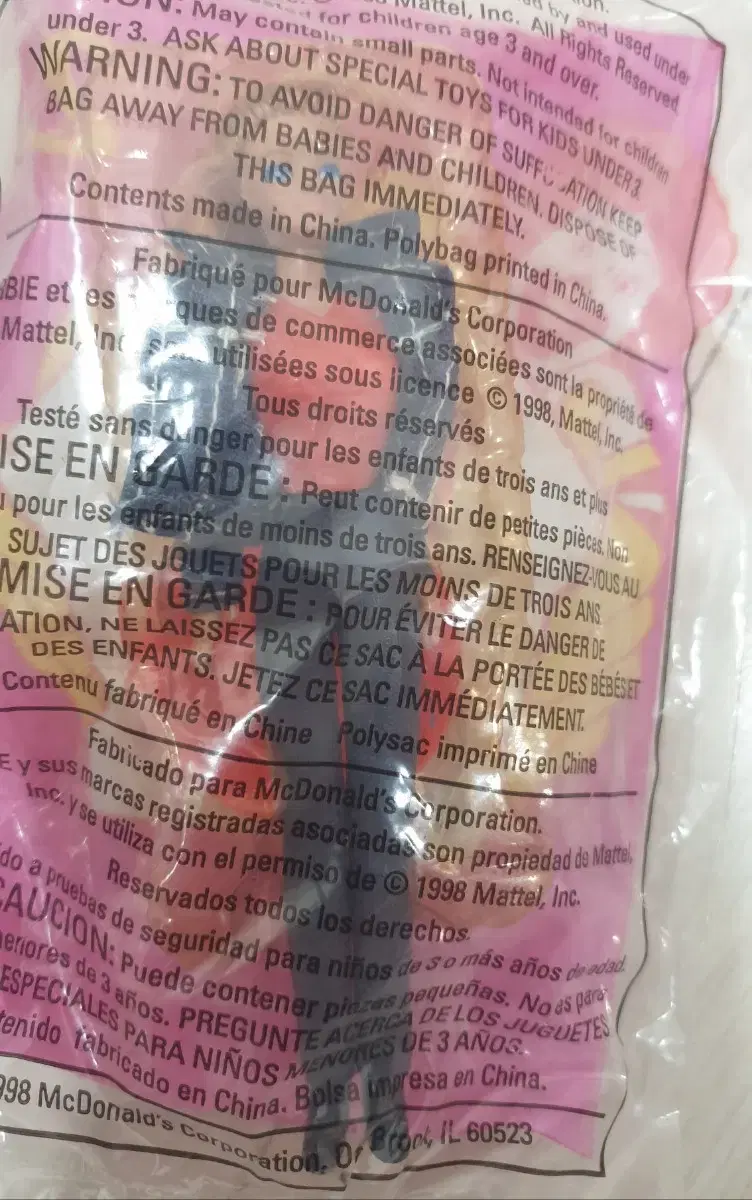 Mattel, Inc. All Rights Reserved
for children age 3 and over.
May contain small parts. Not intended for children
under 3. ASK ABOUT SPECIAL TOYS FOR KIDS UNDER 3
WARNING: TO AVOID DANGER OF KEEP
BAG AWAY FROM BABIES AND CHILDREN. DISPOSE OF
THIS BAG IMMEDIATELY.
Contents made in China. Polybag printed in China.
Fabriqué pour McDonald's Corporation
BIE et es ques de commerce associées sont la propriété de
Mattel, Inc utilisées sous licence © 1998, Mattel, Inc.
Tous droits réservés
Testé sans danger pour les enfants de trois ans et plus
ISE EN GARDE : Peut contenir de petites pièces. Non
pour les enfants de moins de trois ans. RENSEIGNEZ-VOUS AU
SUJET DES JOUETS POUR LES MOINS DE TROIS ANS
MISE EN GARDE : POUR ÉVITER LE DANGER DE
ATION, NE LAISSEZ PAS CE SAC À LA PORTÉE DES BÉBÉS ET
DES ENFANTS. JETEZ CE SAC IMMÉDIATEMENT.
Contenu fabriqué en Chine Polysac imprimé en Chine
Fabricado para McDonald's Corporation.
E y sus marcas registradas asociadas son propiedad de Mattel,
Inc. y se utiliza con el permiso de © 1998 Mattel, Inc.
Reservados todos los derechos.
do a pruebas de seguridad para niños de 3 o más años de edad.
CAUCION: Puede contener piezas pequeñas. No es para
eriores de 3 años. PREGUNTE ACERCA DE LOS JUGUETES
ESPECIALES PARA NIÑOS MENORES DE 3 AÑOS.
tenido fabricado en China. Bolsa impresa en China.
998 McDonald's Corporation, IL 60523